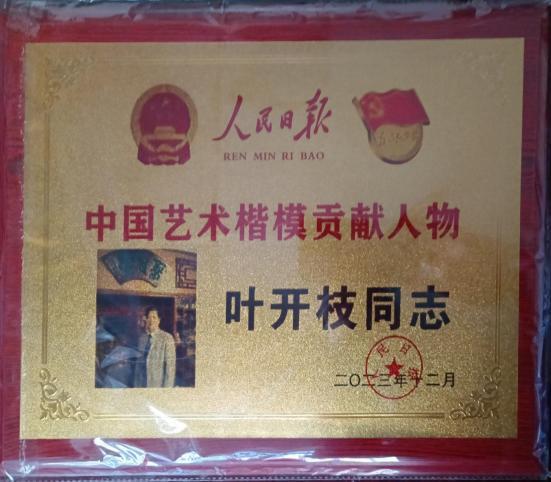 人民日报
REN MIN RI BAO
中国艺术楷模贡献人物
叶开枝同志
二〇二三年十二月